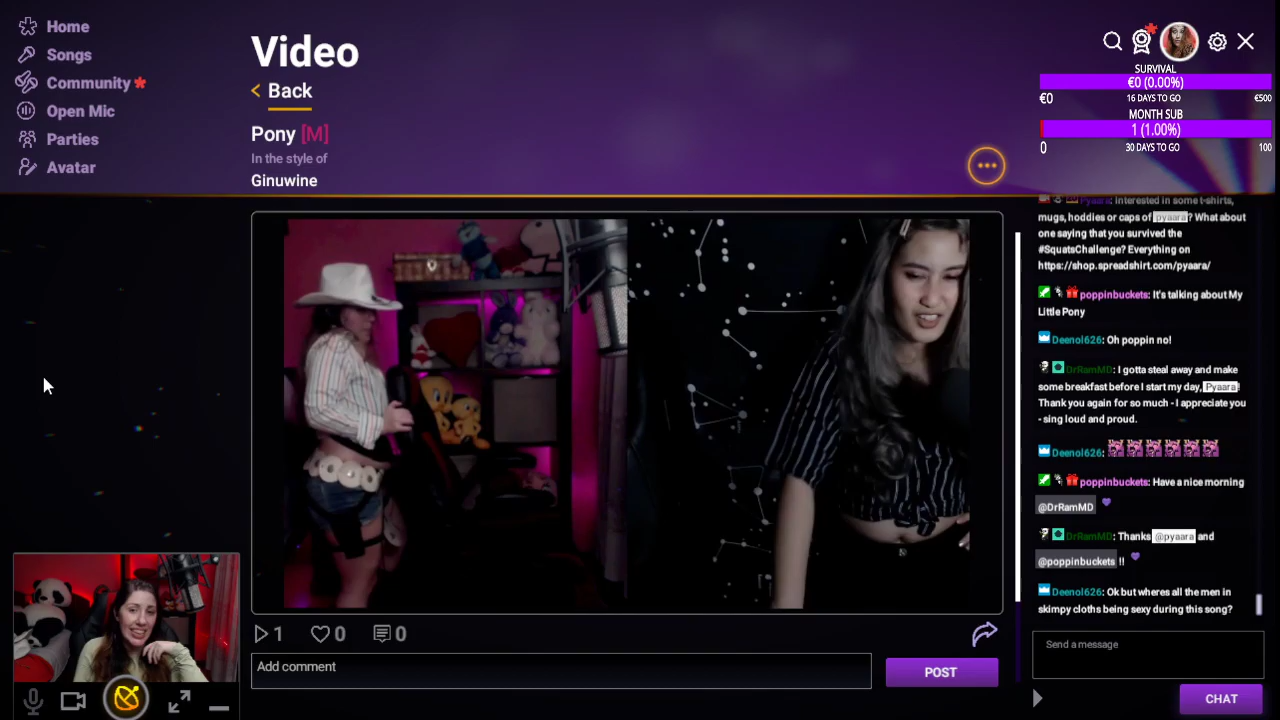 Home
Songs
Community *
Open Mic
Parties
Avatar
Video
< Back
Pony [M]
In the style of
Ginuwine
SURVIVAL
€0 (0.00%)
€0 16 DAYS TO GO €500
MONTH SUB
1 (1.00%)
0 30 DAYS TO GO 100
Pyaara: Interested in some t-shirts,
mugs, hoddies or caps of pyaara? What about
one saying that you survived the
#SquatsChallenge? Everything on
https://shop.spreadshirt.com/pyaara/
poppinbuckets: It's talking about My
Little Pony
Deenol626: Oh poppin no!
DrRamMD: I gotta steal away and make
some breakfast before I start my day, Pyaara!
Thank you again for so much - I appreciate you
- sing loud and proud.
Deenol626:
poppinbuckets: Have a nice morning
@DrRamMD
DrRamMD: Thanks @pyaara and
@poppinbuckets !!
Deenol626: Ok but wheres all the men in
skimpy cloths being sexy during this song?
1 0 0
Add comment
POST
Send a message
CHAT